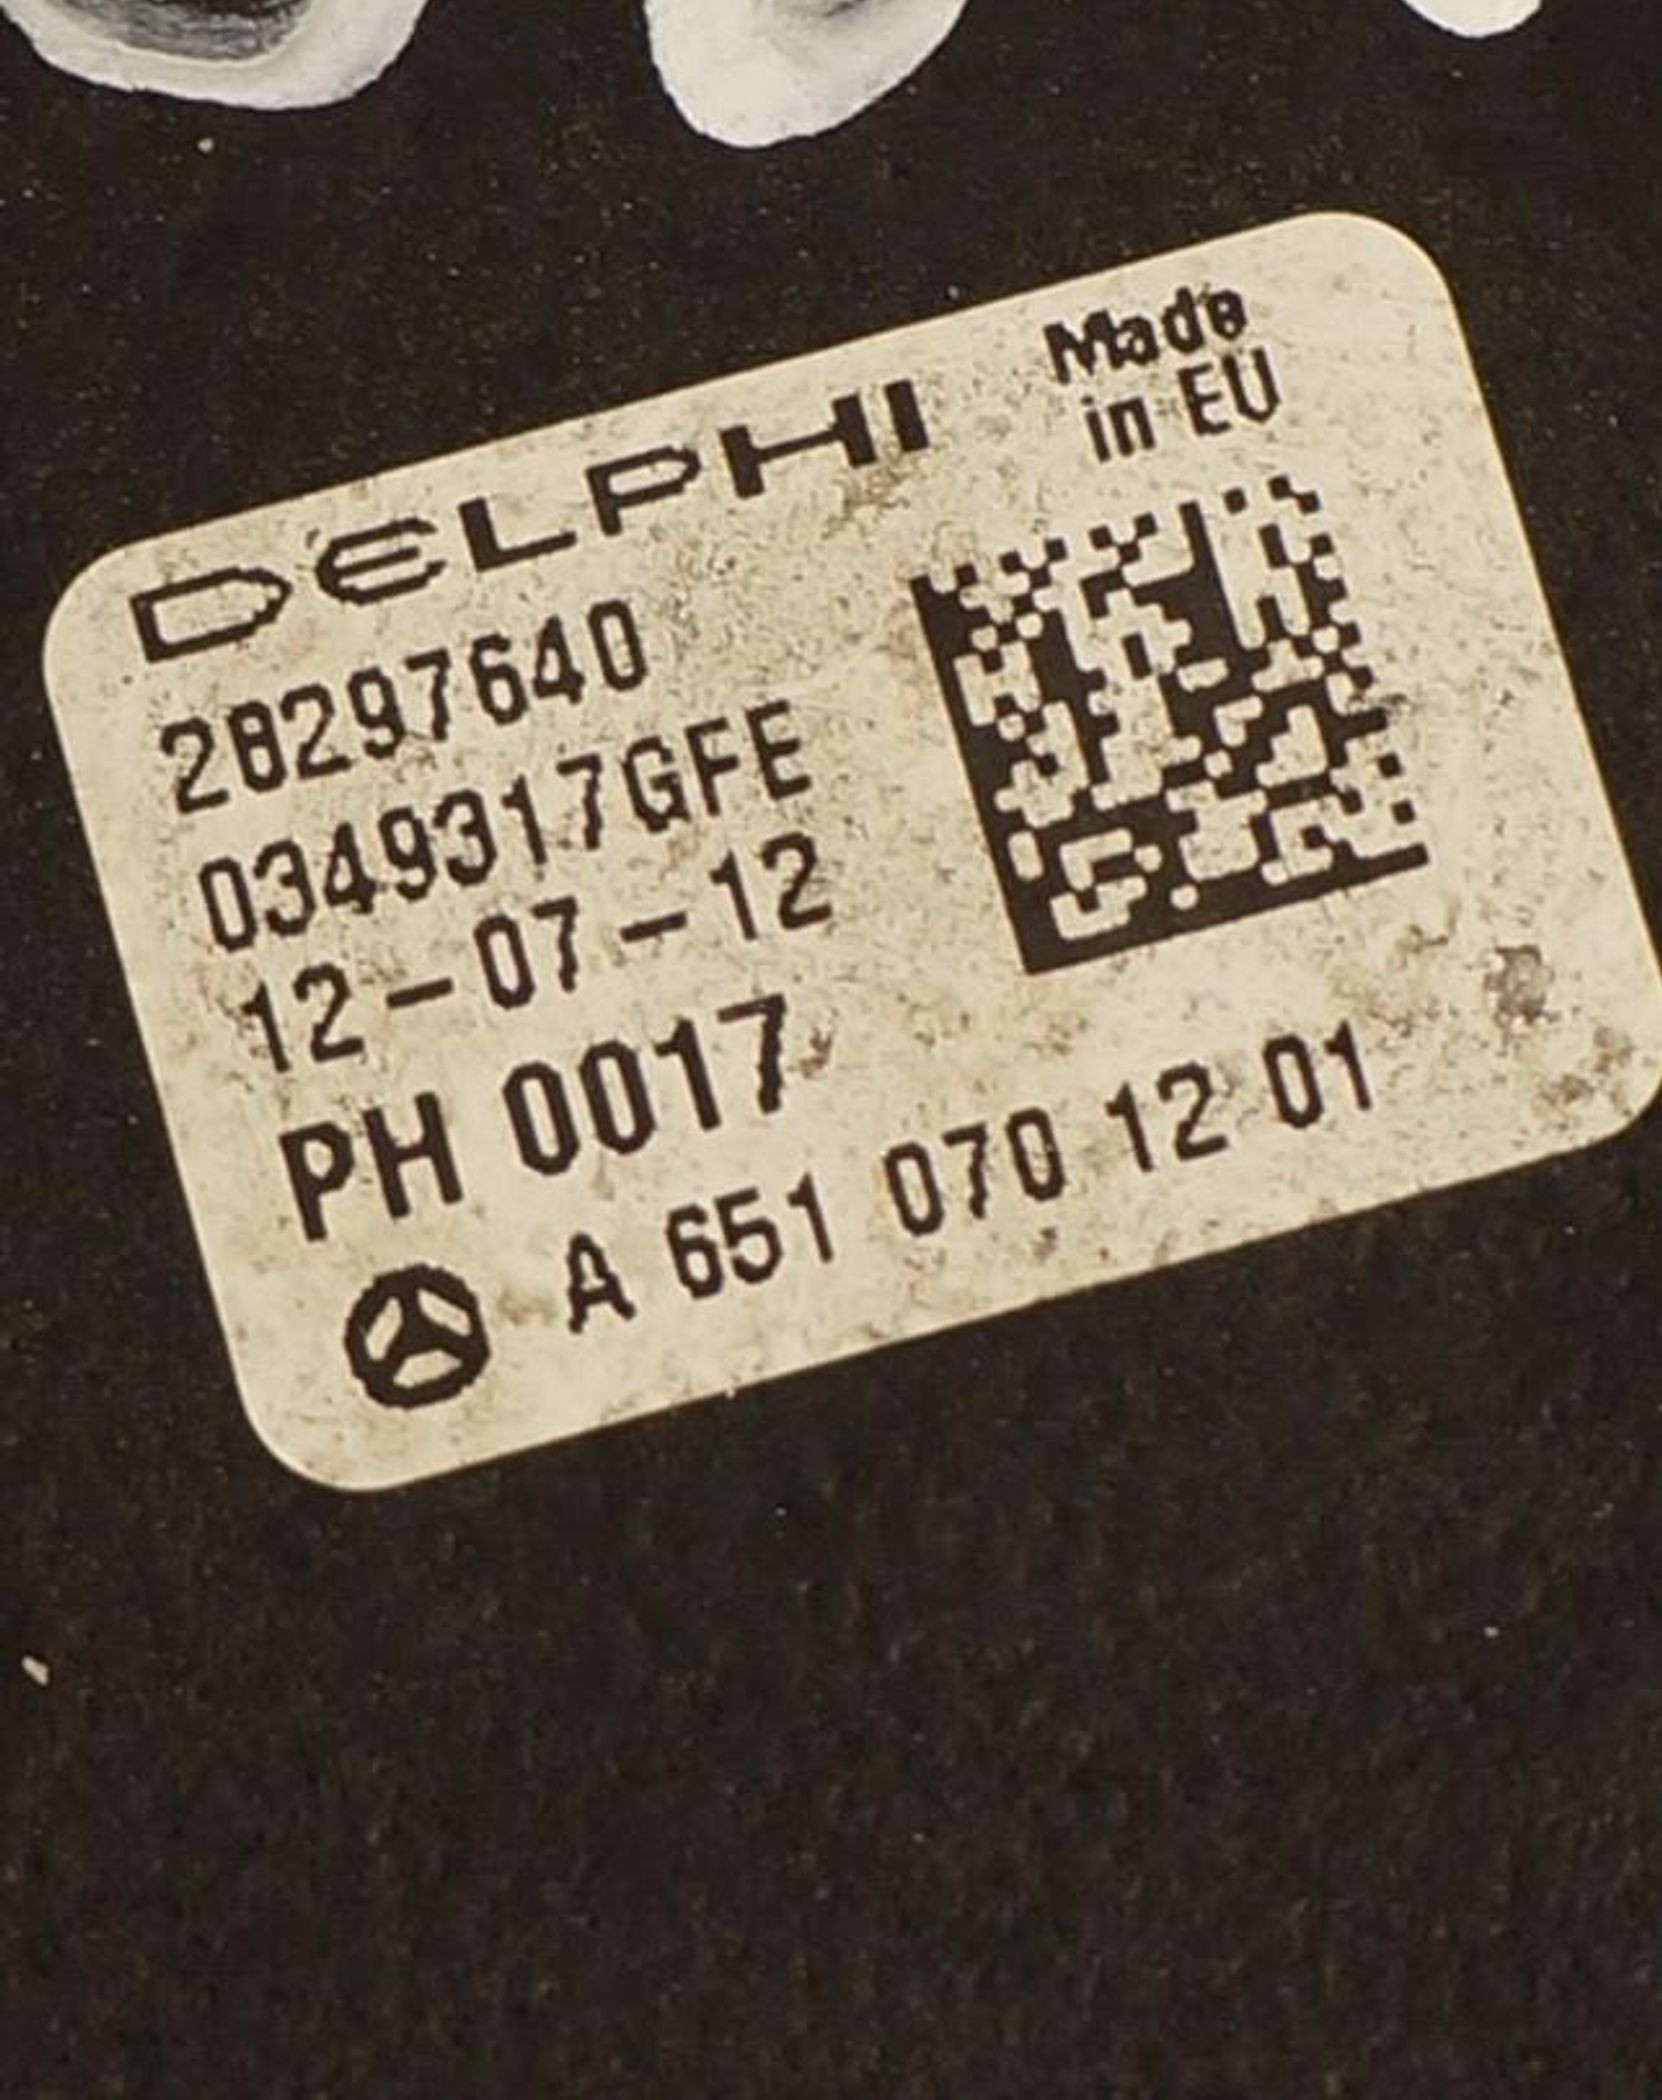 DELPHI
Made
in EU
28297640
0349317GFE
12-07-12
PH 0017
A 651 070 12 01